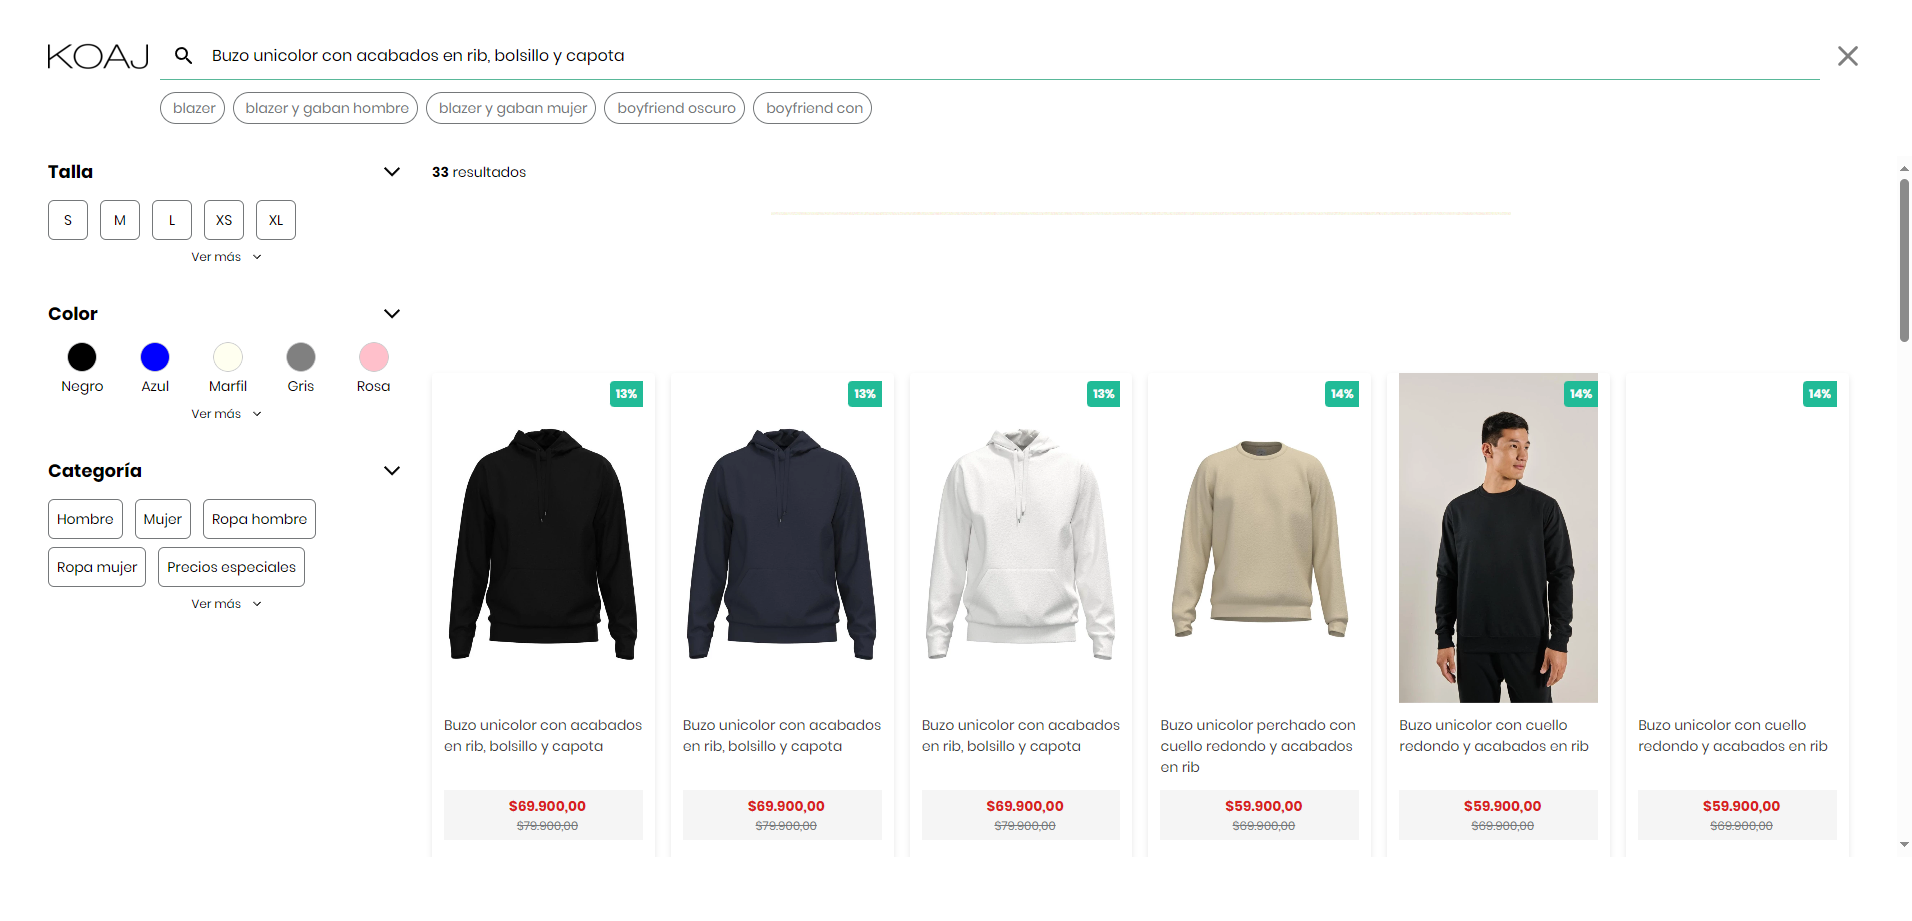 KOAJ
Buzo unicolor con acabados en rib, bolsillo y capota
blazer
blazer y gaban hombre
blazer y gaban mujer
boyfriend oscuro
boyfriend con
Talla
S
M
L
XS
XL
Ver más
Color
Negro
Azul
Marfil
Gris
Rosa
Ver más
Categoría
Hombre
Mujer
Ropa hombre
Ropa mujer
Precios especiales
Ver más
33 resultados
13%
Buzo unicolor con acabados
en rib, bolsillo y capota
$69.900,00
$79.900,00
13%
Buzo unicolor con acabados
en rib, bolsillo y capota
$69.900,00
$79.900,00
13%
Buzo unicolor con acabados
en rib, bolsillo y capota
$69.900,00
$79.900,00
14%
Buzo unicolor perchado con
cuello redondo y acabados
en rib
$59.900,00
$69.900,00
14%
Buzo unicolor con cuello
redondo y acabados en rib
$59.900,00
$69.900,00
14%
Buzo unicolor con cuello
redondo y acabados en rib
$59.900,00
$69.900,00